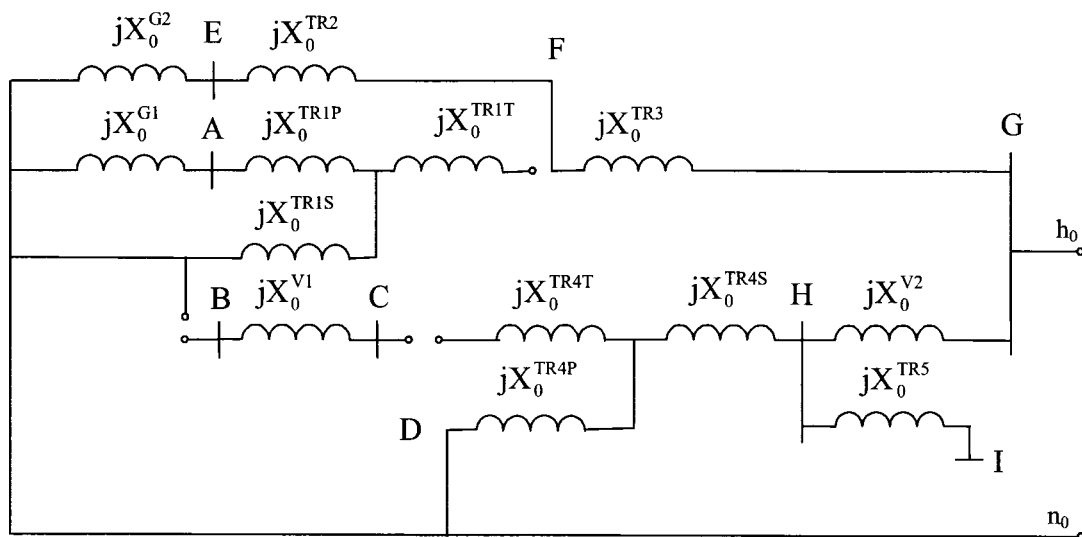 jX₀^G2 E jX₀^TR2 F
jX₀^G1 A jX₀^TR1P jX₀^TR1T jX₀^TR3 G
jX₀^TR1S h₀
B jX₀^V1 C jX₀^TR4T jX₀^TR4S H jX₀^V2
D jX₀^TR4P jX₀^TR5
I
n₀